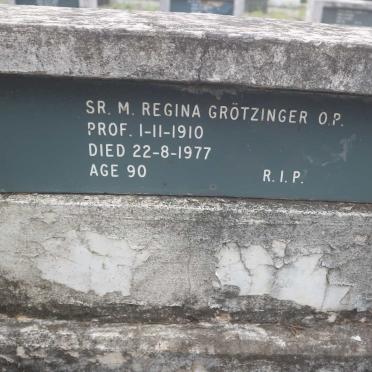 SR. M. REGINA GRÖTZINGER O.P.
PROF. 1-11-1910
DIED 22-8-1977
AGE 90 R.I.P.